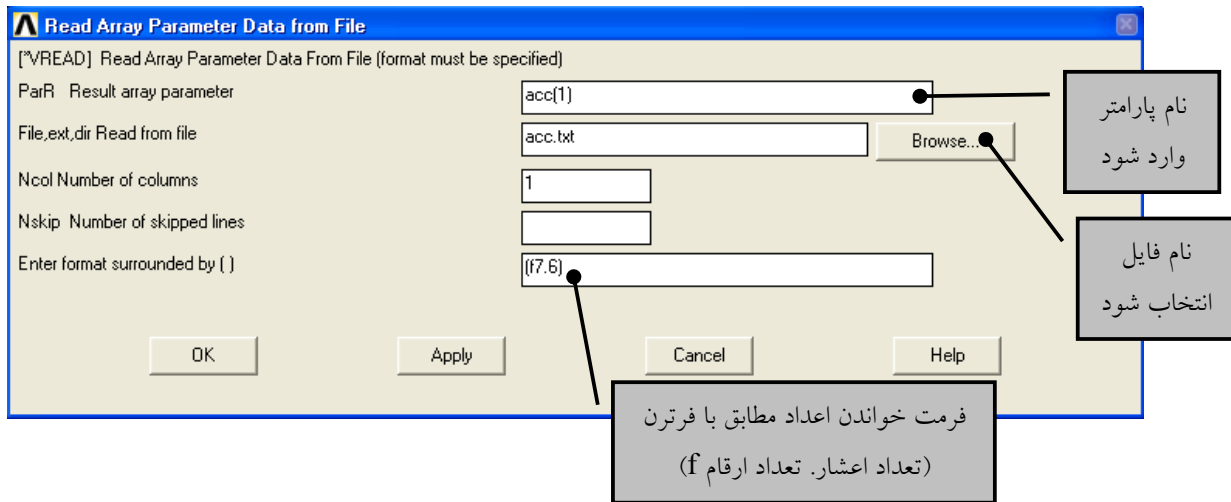 Read Array Parameter Data from File
[*VREAD] Read Array Parameter Data From File (format must be specified)
ParR Result array parameter
acc(1)
File,ext,dir Read from file
acc.txt
Browse...
Ncol Number of columns
1
Nskip Number of skipped lines
Enter format surrounded by ( )
(f7.6)
OK
Apply
Cancel
Help
نام پارامتر
وارد شود
نام فایل
انتخاب شود
فرمت خواندن اعداد مطابق با فرترن
(تعداد اعشار. تعداد ارقام f)